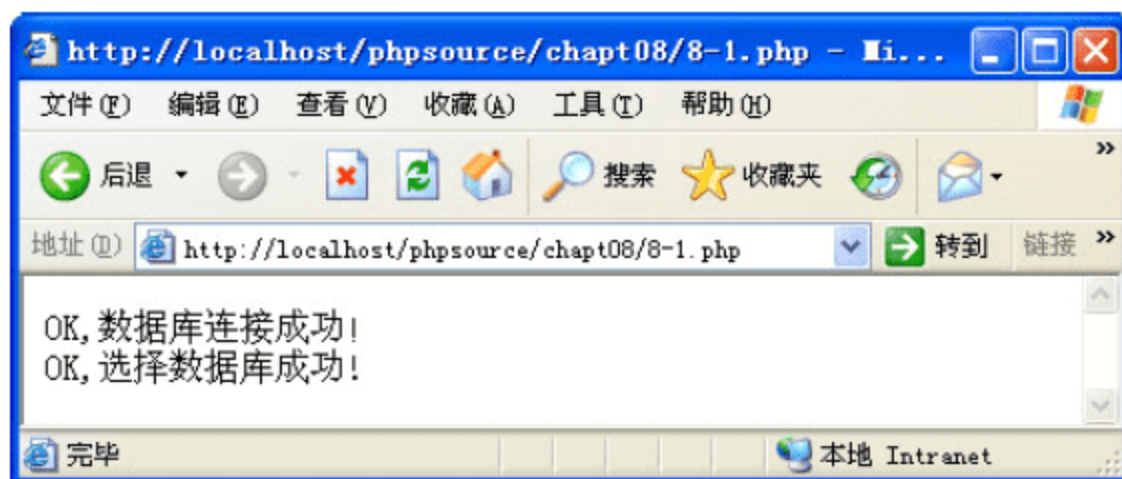 http://localhost/phpsource/chapt08/8-1.php - Mi...
文件(F) 编辑(E) 查看(V) 收藏(A) 工具(T) 帮助(H)
后退 搜索 收藏夹 »
地址(D) http://localhost/phpsource/chapt08/8-1.php 转到 链接 »
OK,数据库连接成功!
OK,选择数据库成功!
完毕 本地 Intranet